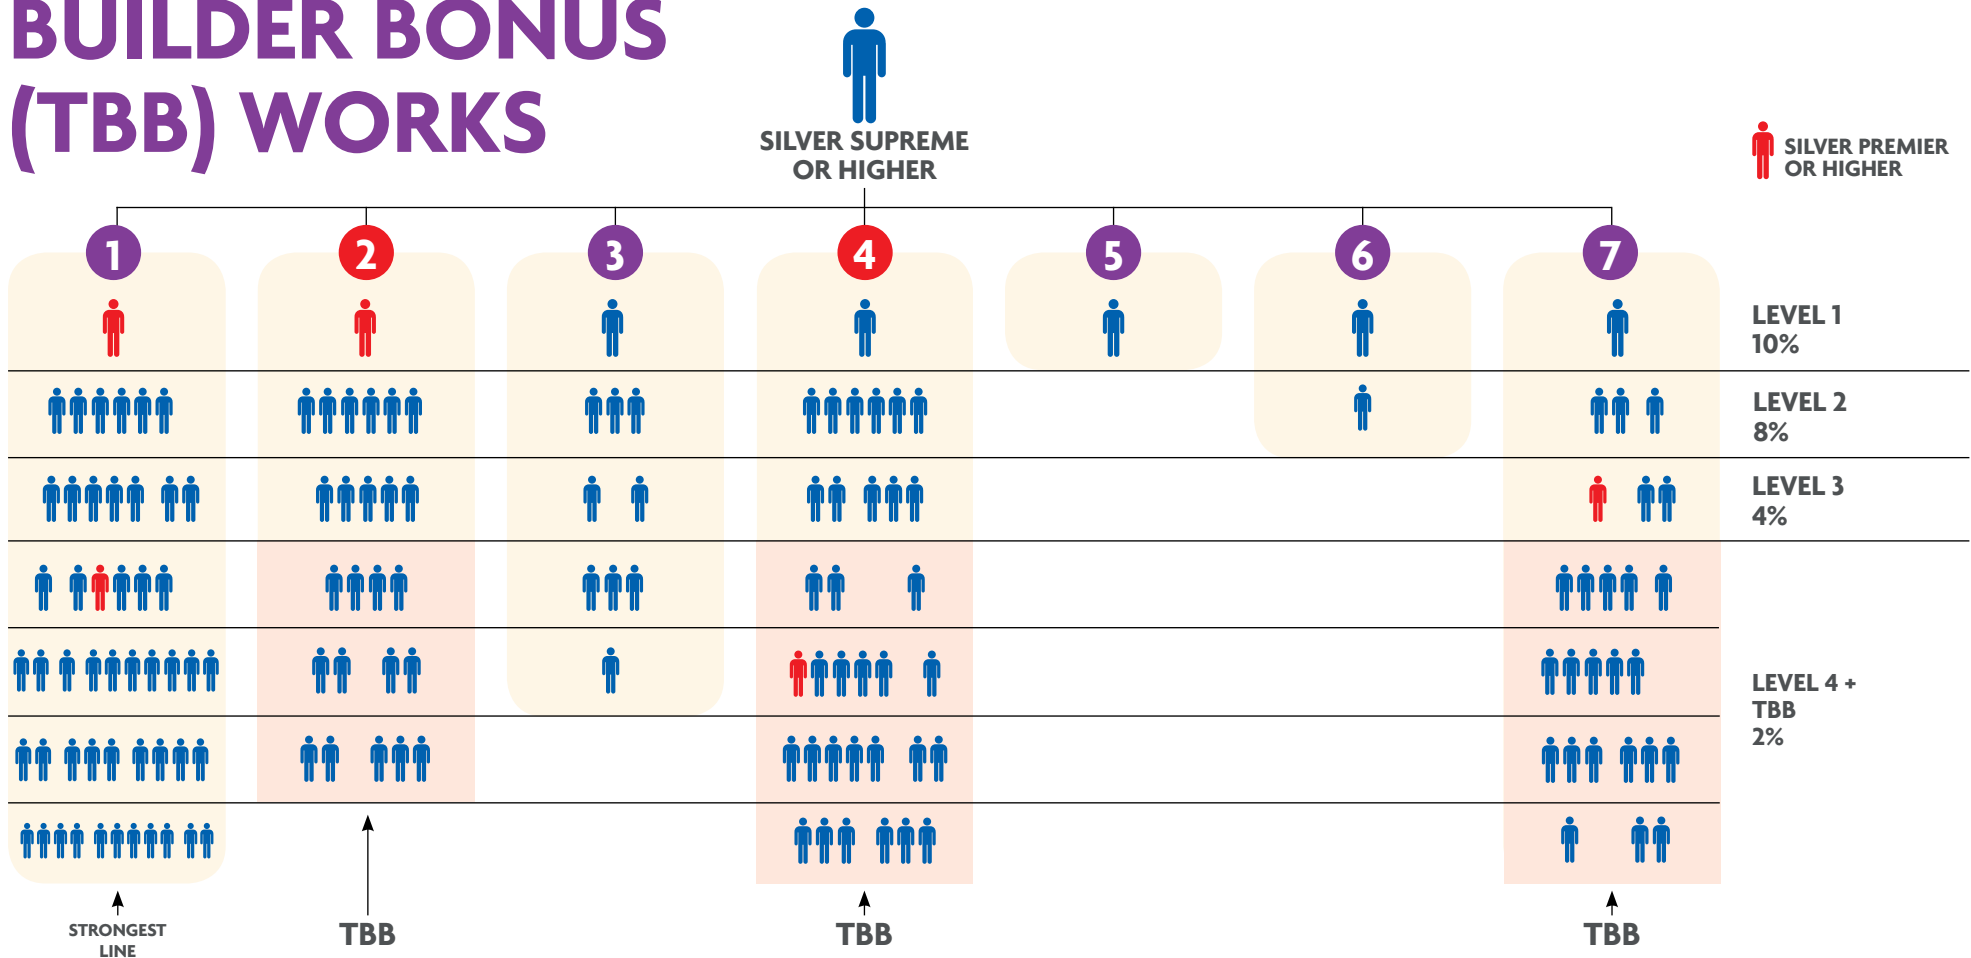 BUILDER BONUS
(TBB) WORKS
SILVER SUPREME
OR HIGHER
SILVER PREMIER
OR HIGHER
1
2
3
4
5
6
7
LEVEL 1
10%
LEVEL 2
8%
LEVEL 3
4%
LEVEL 4 +
TBB
2%
STRONGEST
LINE
TBB
TBB
TBB